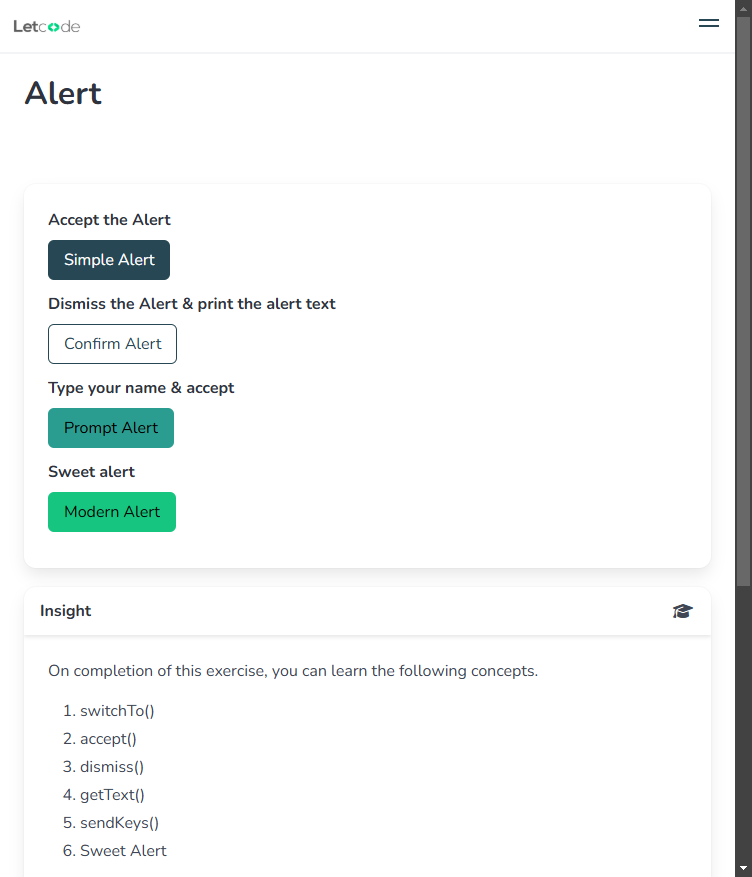 Letcode
Alert
Accept the Alert
Simple Alert
Dismiss the Alert & print the alert text
Confirm Alert
Type your name & accept
Prompt Alert
Sweet alert
Modern Alert
Insight
On completion of this exercise, you can learn the following concepts.
1. switchTo()
2. accept()
3. dismiss()
4. getText()
5. sendKeys()
6. Sweet Alert